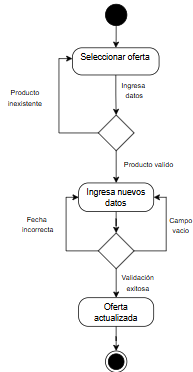 Seleccionar oferta
Producto
inexistente
Ingresa
datos
Producto valido
Ingresa nuevos
datos
Fecha
incorrecta
Campo
vacio
Validación
exitosa
Oferta
actualizada